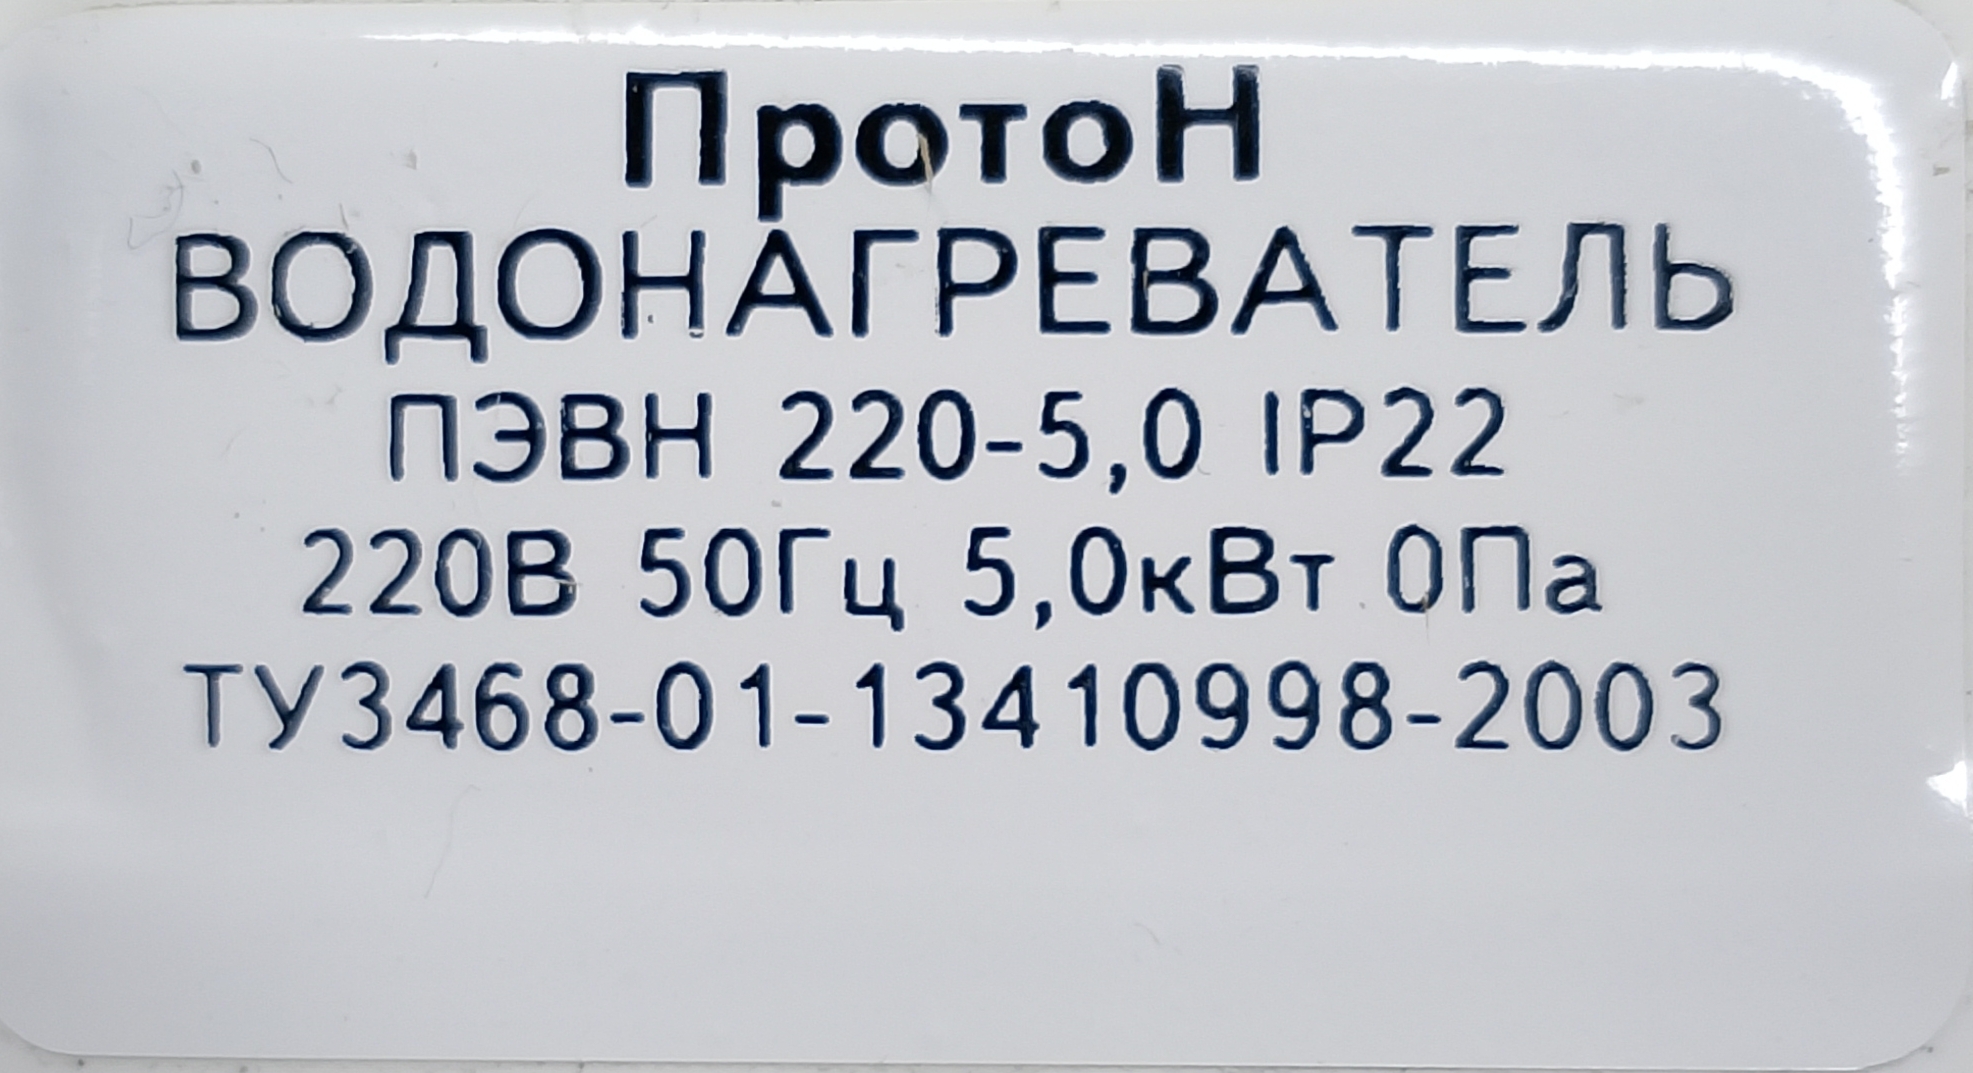 ПротоН
ВОДОНАГРЕВАТЕЛЬ
ПЭВН 220-5,0 IP22
220В 50Гц 5,0кВт 0Па
ТУ3468-01-13410998-2003